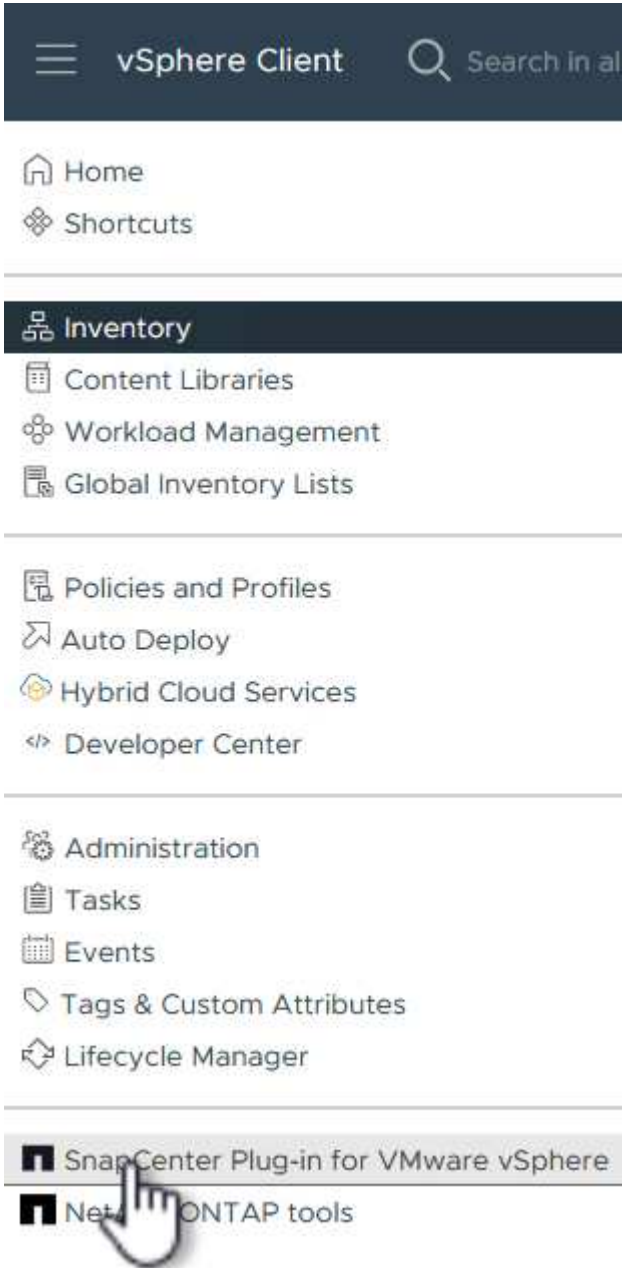 vSphere Client
Search in al
Home
Shortcuts
Inventory
Content Libraries
Workload Management
Global Inventory Lists
Policies and Profiles
Auto Deploy
Hybrid Cloud Services
Developer Center
Administration
Tasks
Events
Tags & Custom Attributes
Lifecycle Manager
SnapCenter Plug-in for VMware vSphere
ONTAP tools